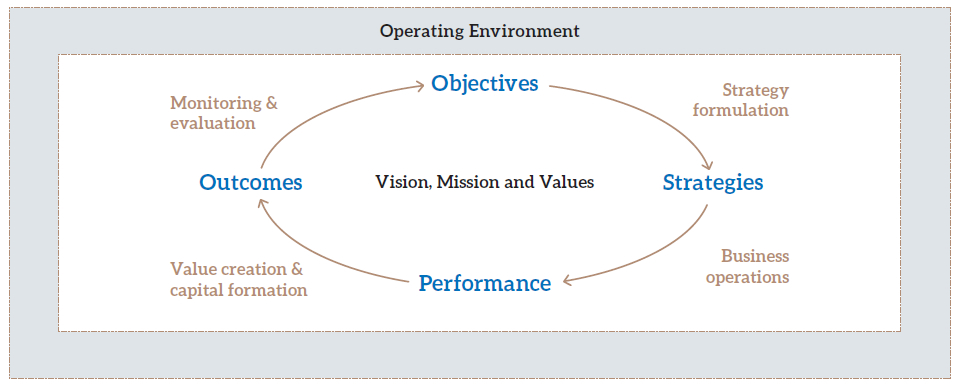 Operating Environment
Objectives
Monitoring &
evaluation
Strategy
formulation
Outcomes
Vision, Mission and Values
Strategies
Value creation &
capital formation
Performance
Business
operations